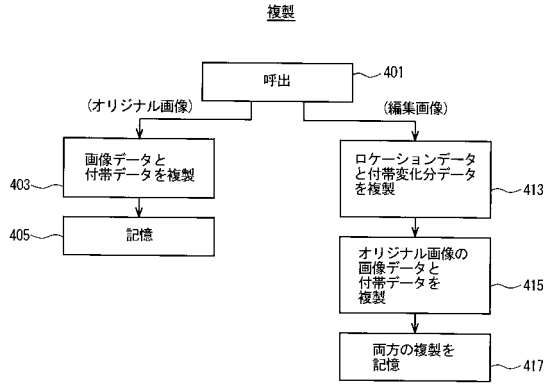 複製
呼出
401
(オリジナル画像)
(編集画像)
画像データと
付帯データを複製
403
記憶
405
ロケーションデータ
と付帯変化分データ
を複製
413
オリジナル画像の
画像データと
付帯データを
複製
415
両方の複製を
記憶
417